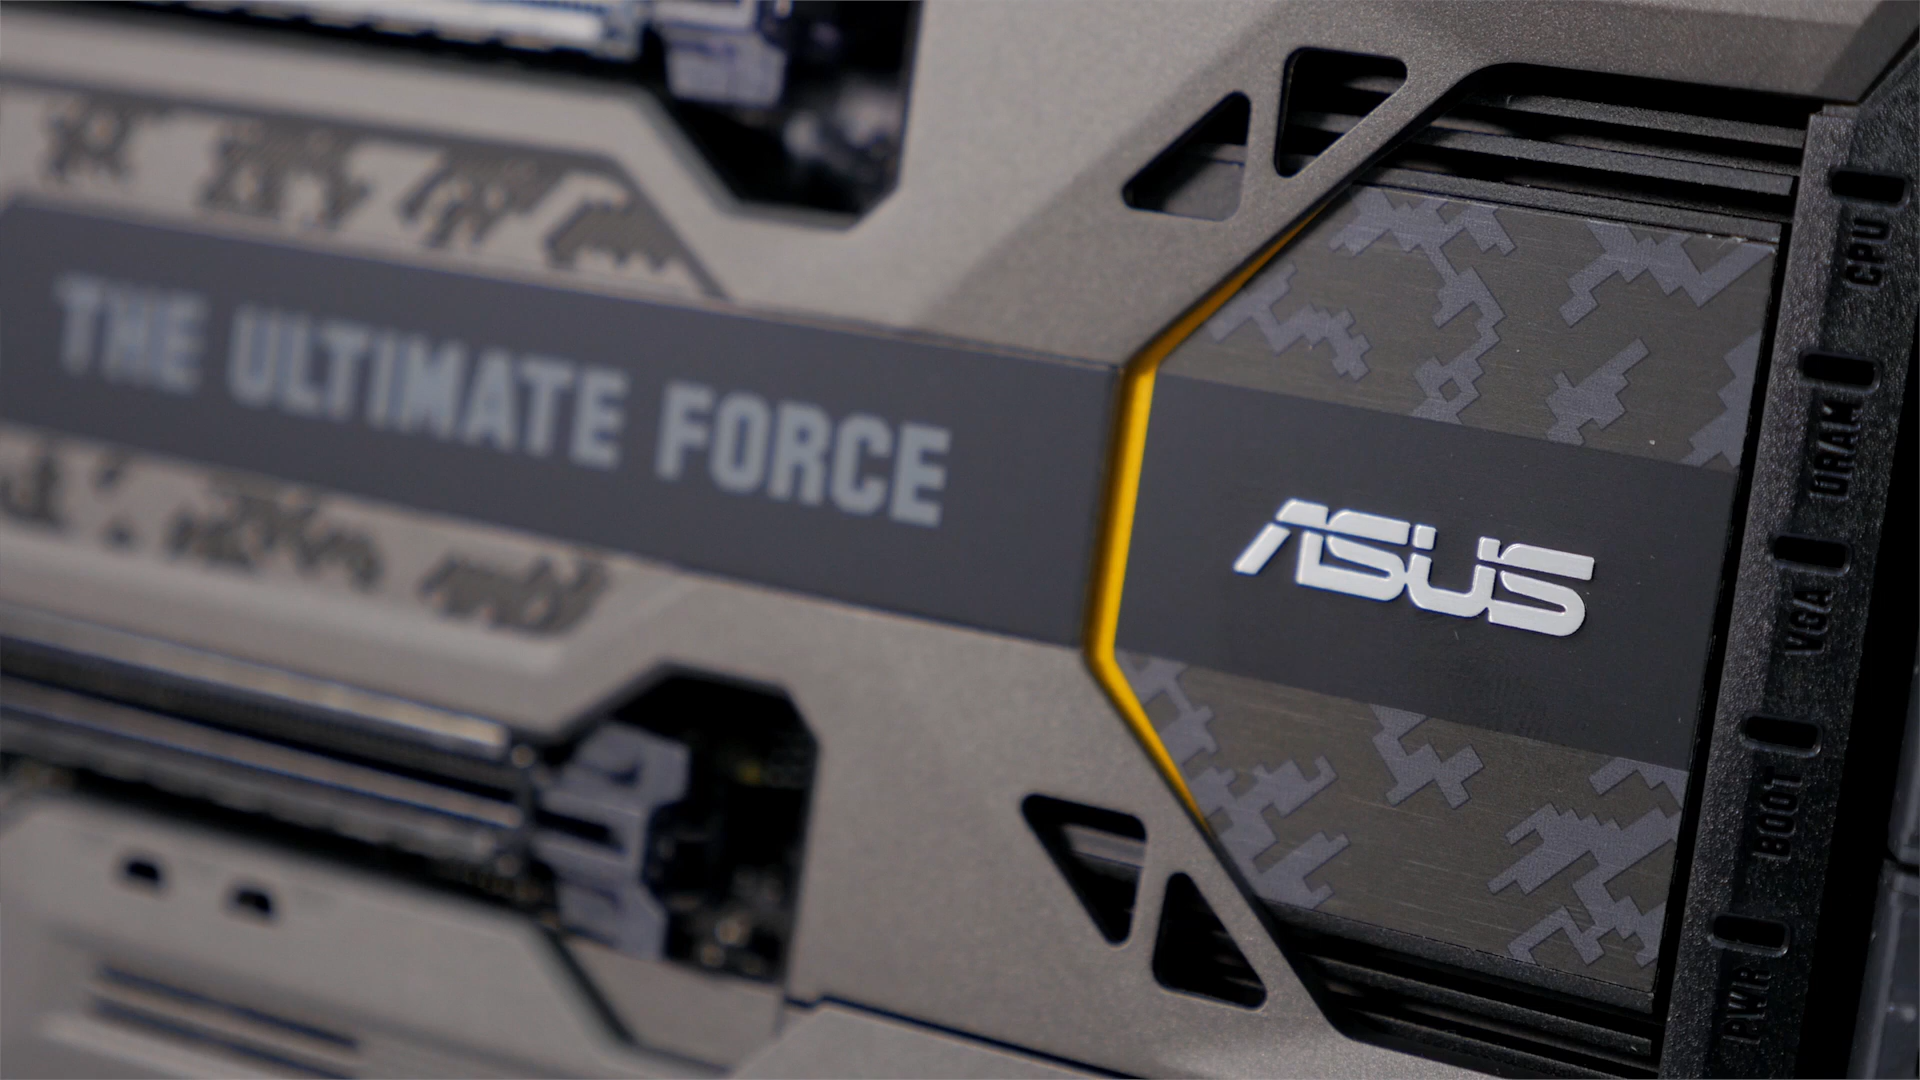 THE ULTIMATE FORCE
ASUS
CPU
DRAM
VGA
BOOT
PWR